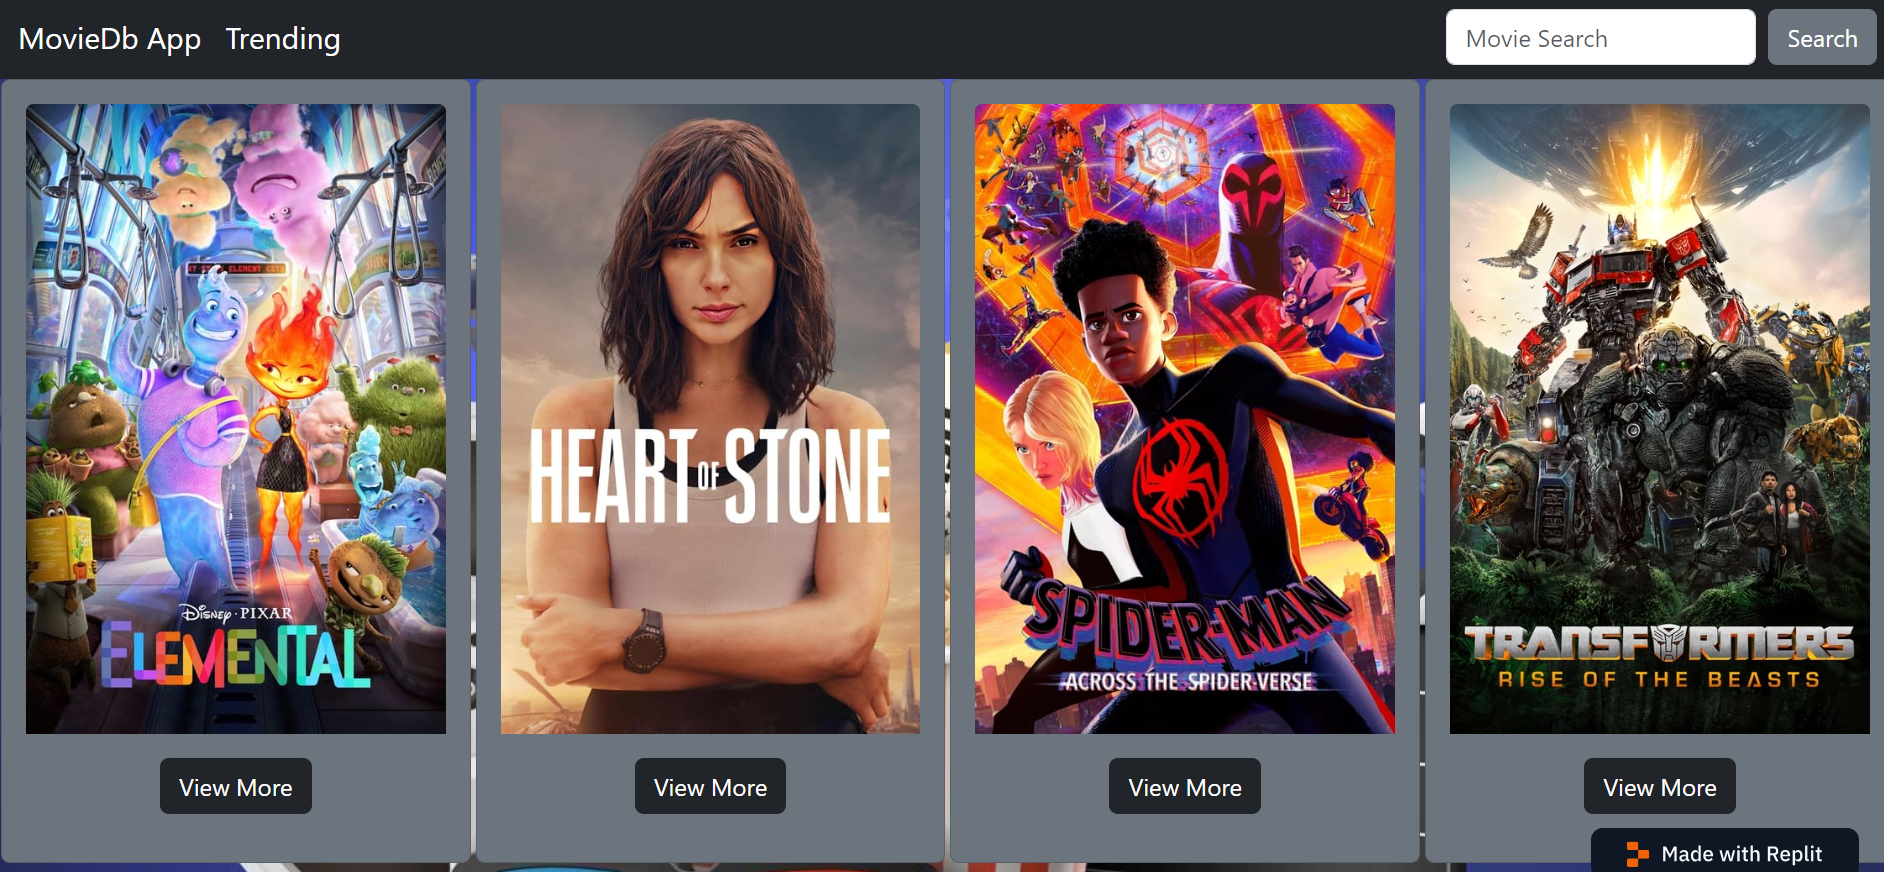 MovieDb App Trending
Movie Search
Search
DISNEY · PIXAR
ELEMENTAL
View More
HEART OF STONE
View More
SPIDER-MAN
ACROSS THE SPIDER-VERSE
View More
TRANSFORMERS
RISE OF THE BEASTS
View More
Made with Replit